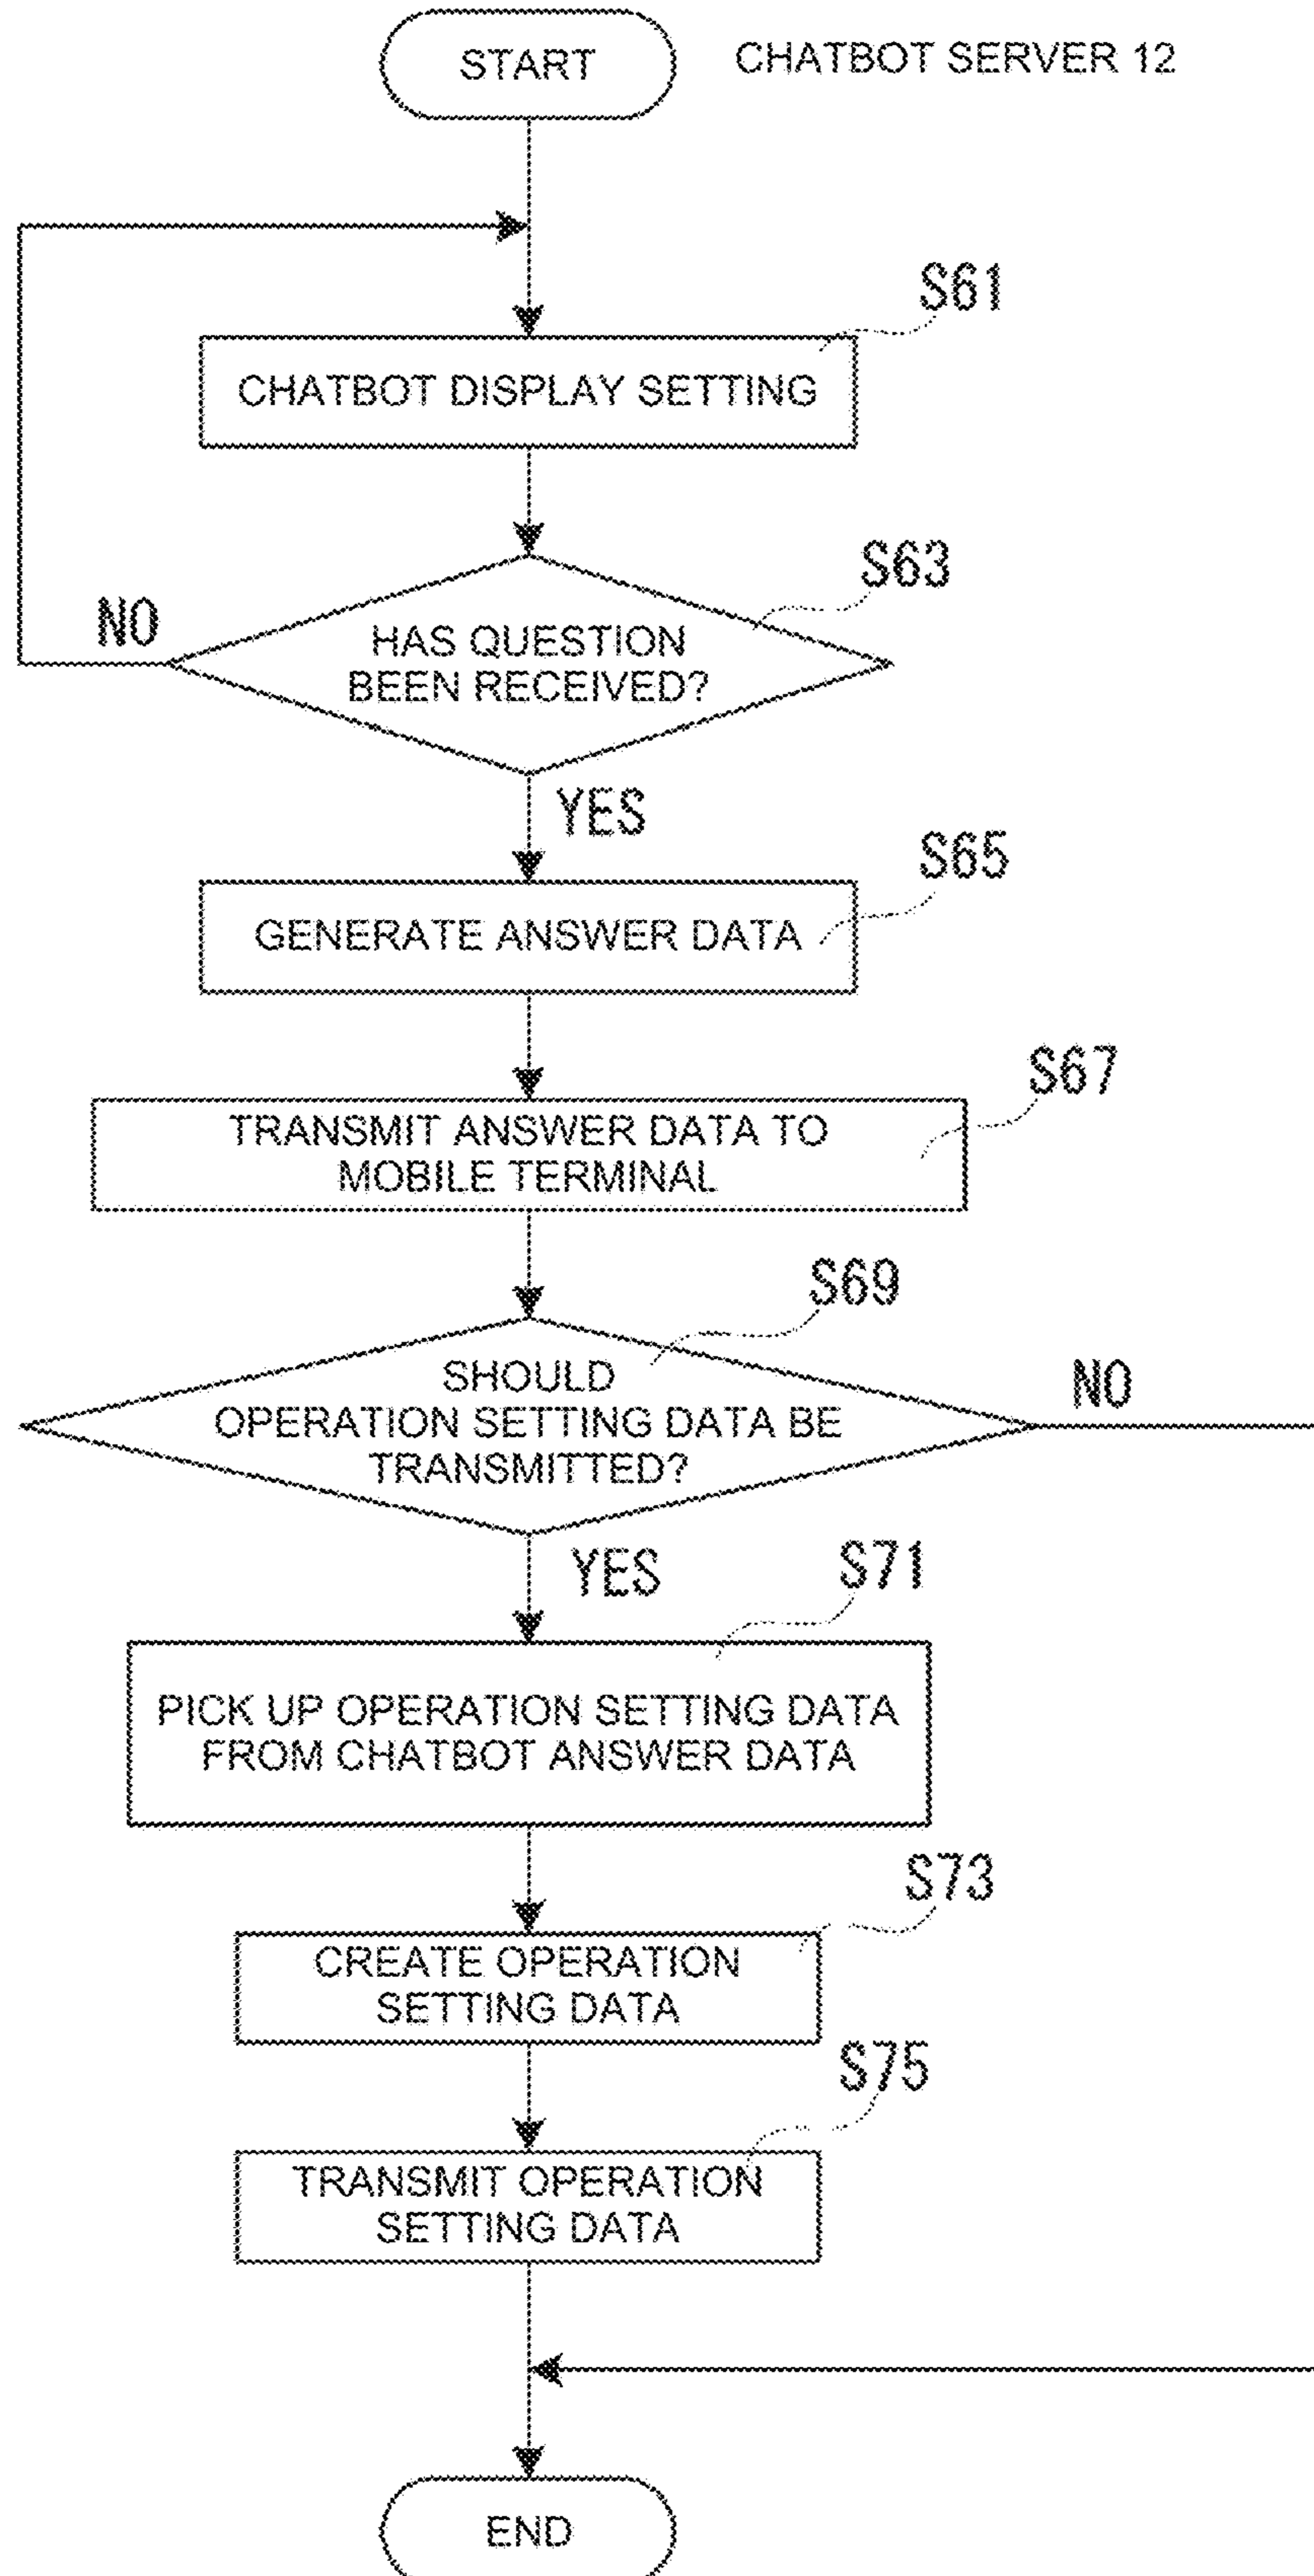 START
CHATBOT SERVER 12
S61
CHATBOT DISPLAY SETTING
S63
NO
HAS QUESTION
BEEN RECEIVED?
YES
S65
GENERATE ANSWER DATA
S67
TRANSMIT ANSWER DATA TO
MOBILE TERMINAL
S69
SHOULD
OPERATION SETTING DATA BE
TRANSMITTED?
NO
YES
S71
PICK UP OPERATION SETTING DATA
FROM CHATBOT ANSWER DATA
S73
CREATE OPERATION
SETTING DATA
S75
TRANSMIT OPERATION
SETTING DATA
END